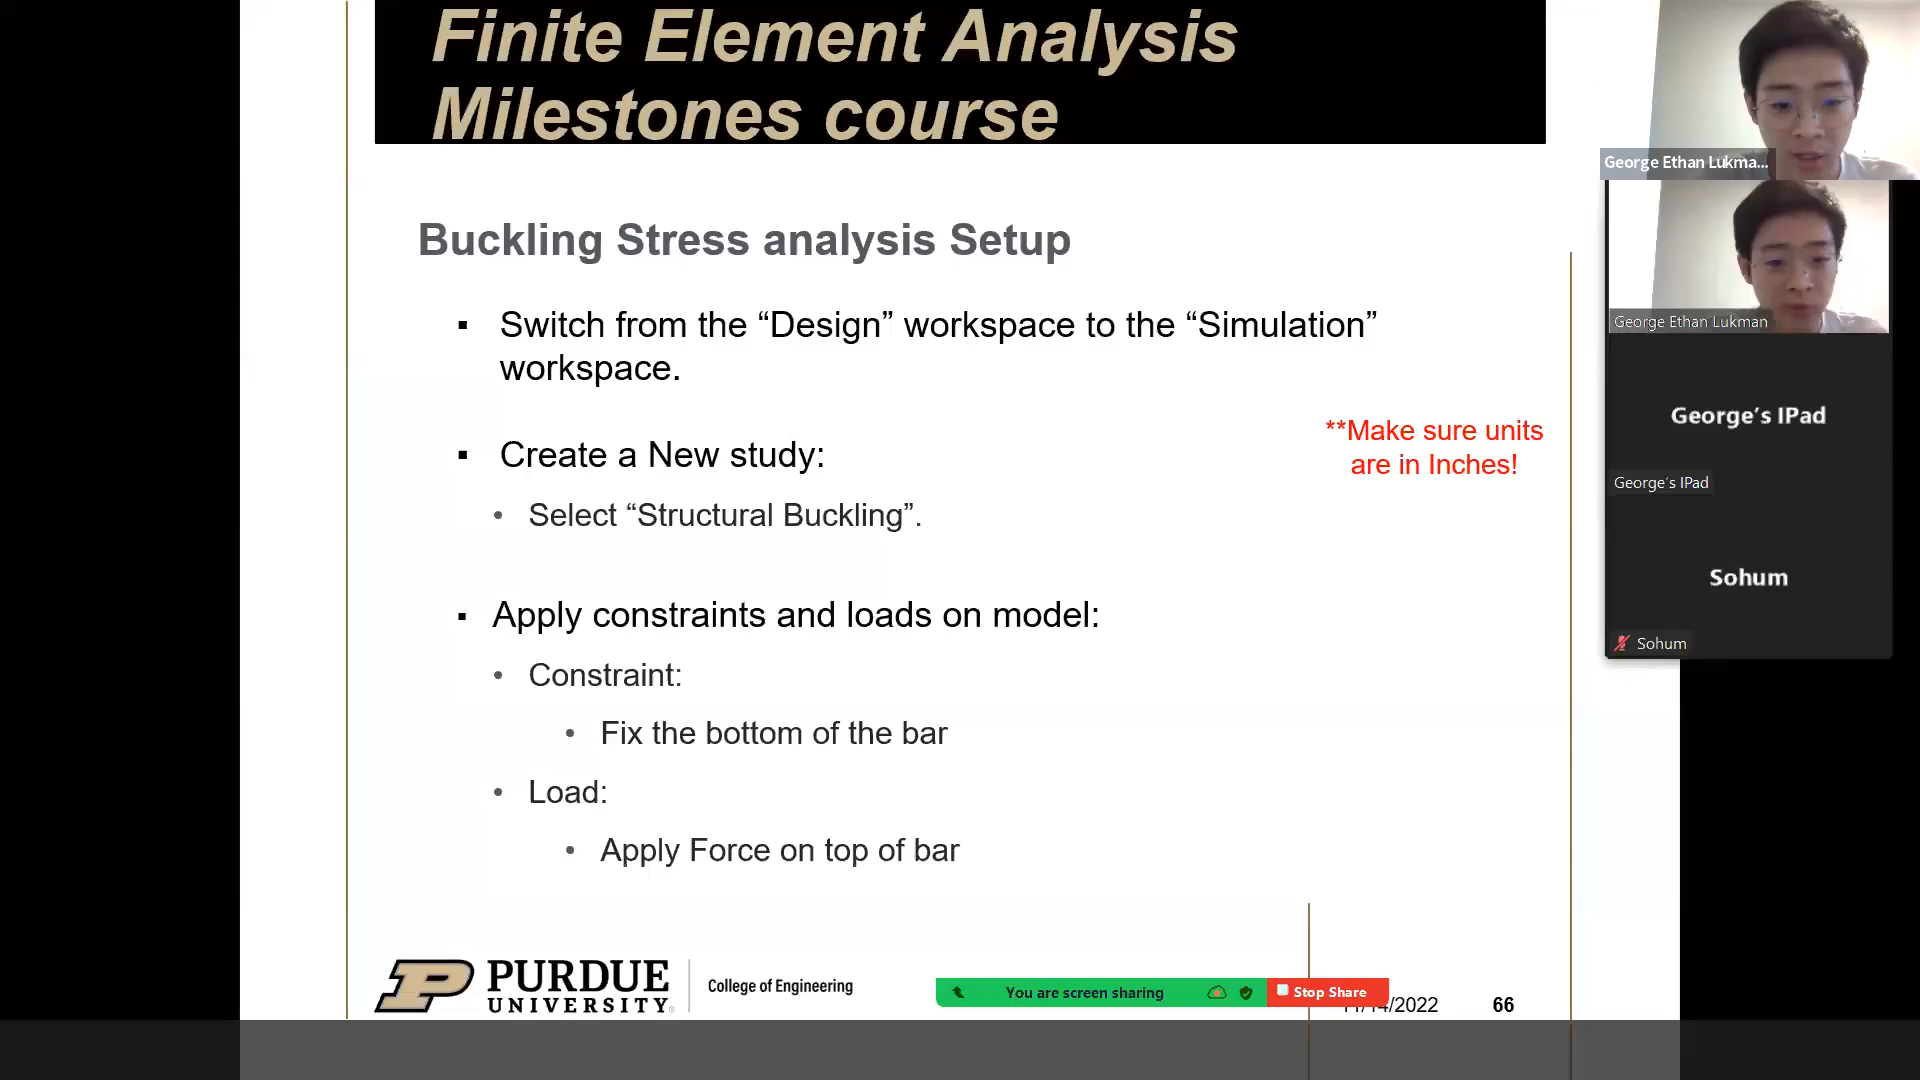 Finite Element Analysis
Milestones course
George Ethan Lukma...
Buckling Stress analysis Setup
▪ Switch from the “Design” workspace to the “Simulation”
workspace.
George Ethan Lukman
George's IPad
**Make sure units
are in Inches!
▪ Create a New study:
George's IPad
• Select “Structural Buckling”.
Sohum
▪ Apply constraints and loads on model:
Sohum
• Constraint:
• Fix the bottom of the bar
• Load:
• Apply Force on top of bar
PURDUE
UNIVERSITY®
College of Engineering
You are screen sharing
Stop Share
/2022
66